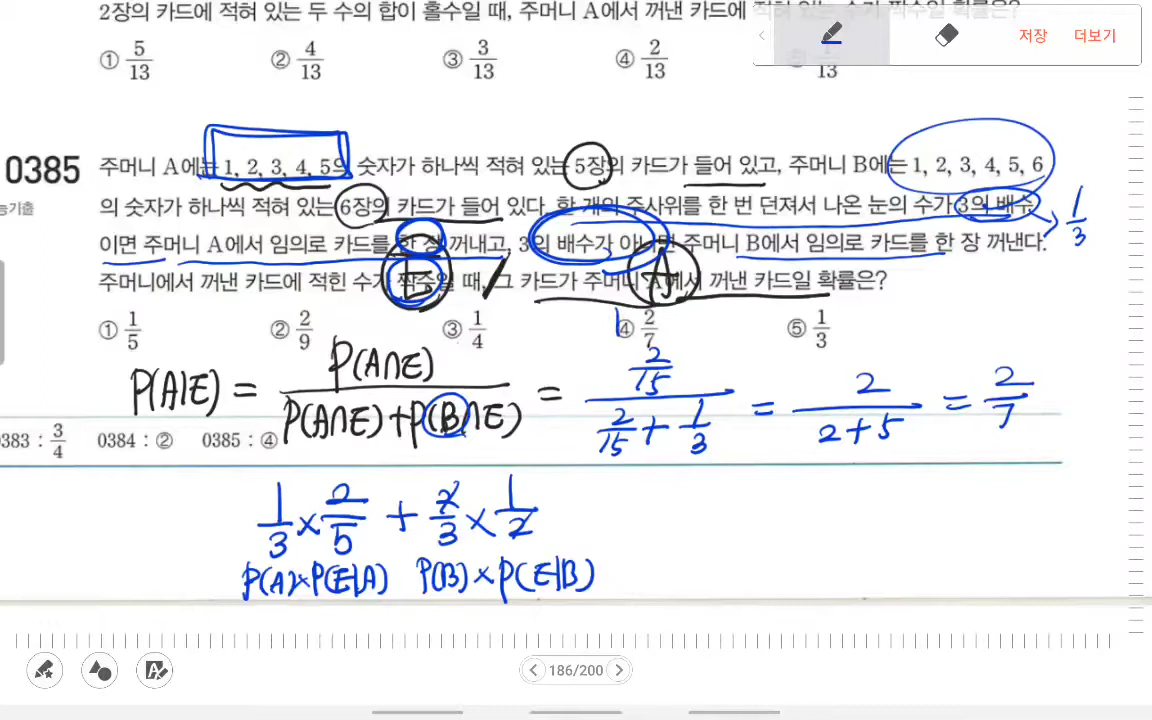 2장의 카드에 적혀 있는 두 수의 합이 홀수일 때, 주머니 A에서 꺼낸 카드에 적혀 있는 수가 짝수일 확률은?
저장 더보기
① 5/13 ② 4/13 ③ 3/13 ④ 2/13 ⑤ 1/13
0385 주머니 A에는 1, 2, 3, 4, 5의 숫자가 하나씩 적혀 있는 5장의 카드가 들어 있고, 주머니 B에는 1, 2, 3, 4, 5, 6
능기출 의 숫자가 하나씩 적혀 있는 6장의 카드가 들어 있다. 한 개의 주사위를 한 번 던져서 나온 눈의 수가 3의 배수 1/3
이면 주머니 A에서 임의로 카드를 한 장 꺼내고, 3의 배수가 아니면 주머니 B에서 임의로 카드를 한 장 꺼낸다.
주머니에서 꺼낸 카드에 적힌 수가 짝수일 때, 그 카드가 주머니 A에서 꺼낸 카드일 확률은?
E A
① 1/5 ② 2/9 ③ 1/4 ④ 2/7 ⑤ 1/3
P(A|E) = P(A∩E) / P(A∩E)+P(B∩E) = 2/15 / 2/15 + 1/3 = 2 / 2+5 = 2/7
0383 : 3/4 0384 : ② 0385 : ④
1/3 × 2/5 + 2/3 × 1/2
P(A)×P(E|A) P(B)×P(E|B)
186/200